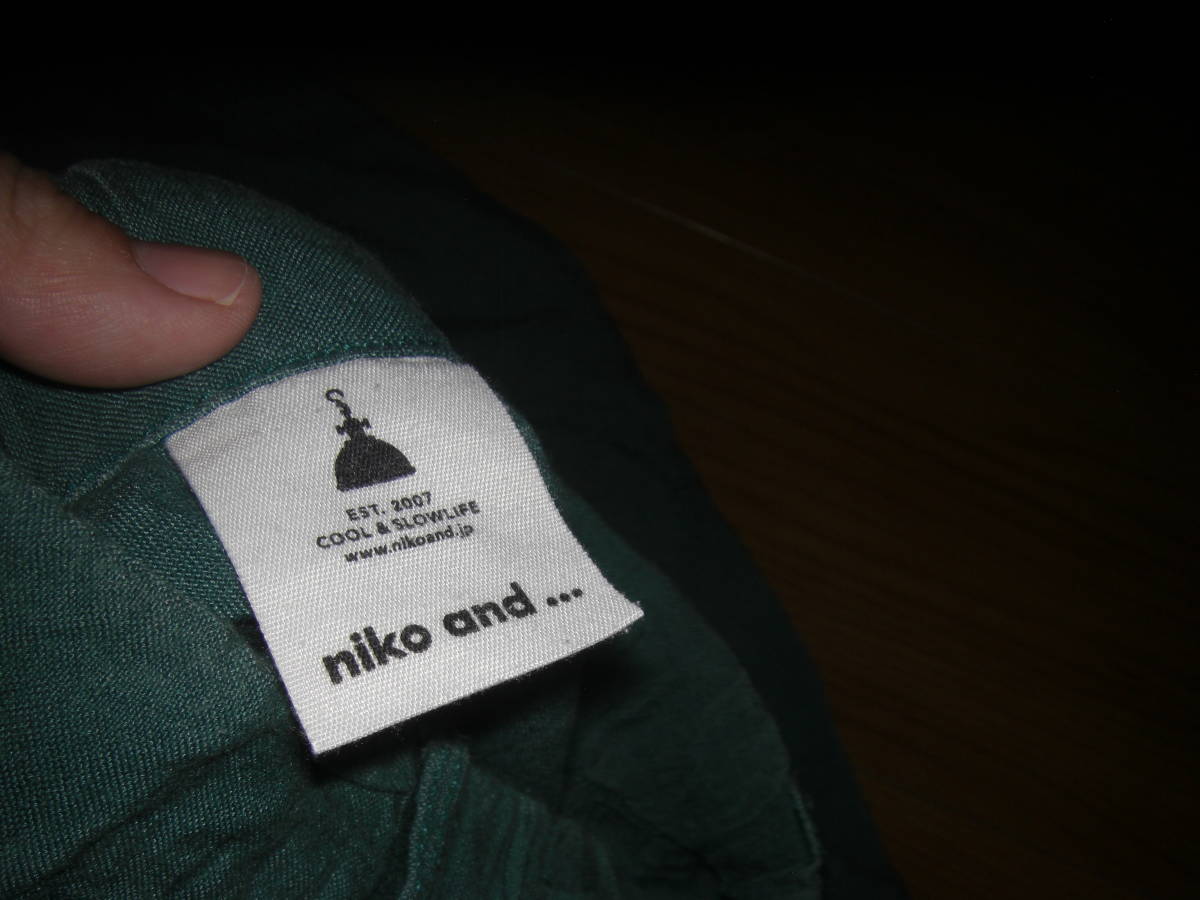 EST. 2007
COOL & SLOWLIFE
www.nikoand.jp
niko and ...